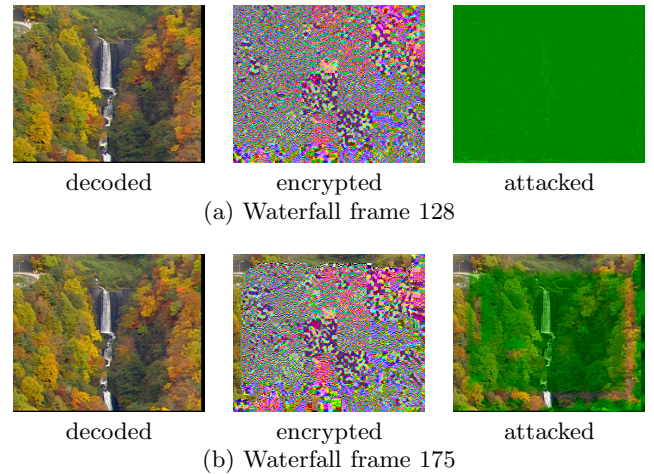 decoded encrypted attacked
(a) Waterfall frame 128
decoded encrypted attacked
(b) Waterfall frame 175